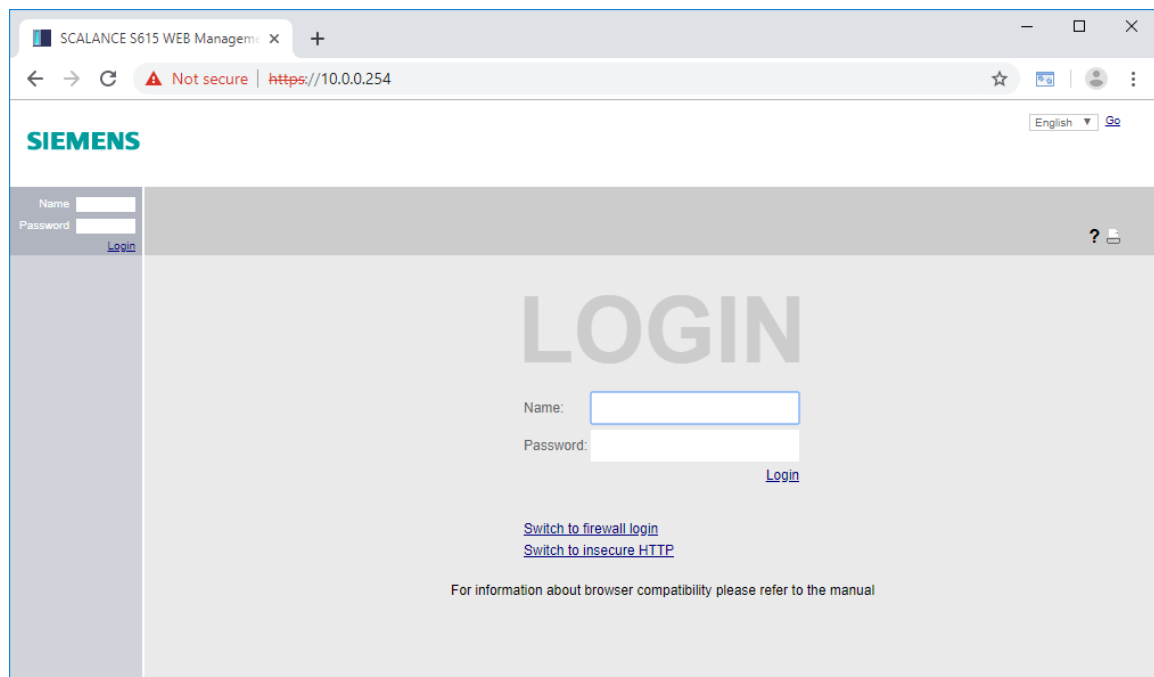 SCALANCE S615 WEB Manageme
Not secure | https://10.0.0.254
English Go
SIEMENS
Name
Password
Login
?
LOGIN
Name:
Password:
Login
Switch to firewall login
Switch to insecure HTTP
For information about browser compatibility please refer to the manual